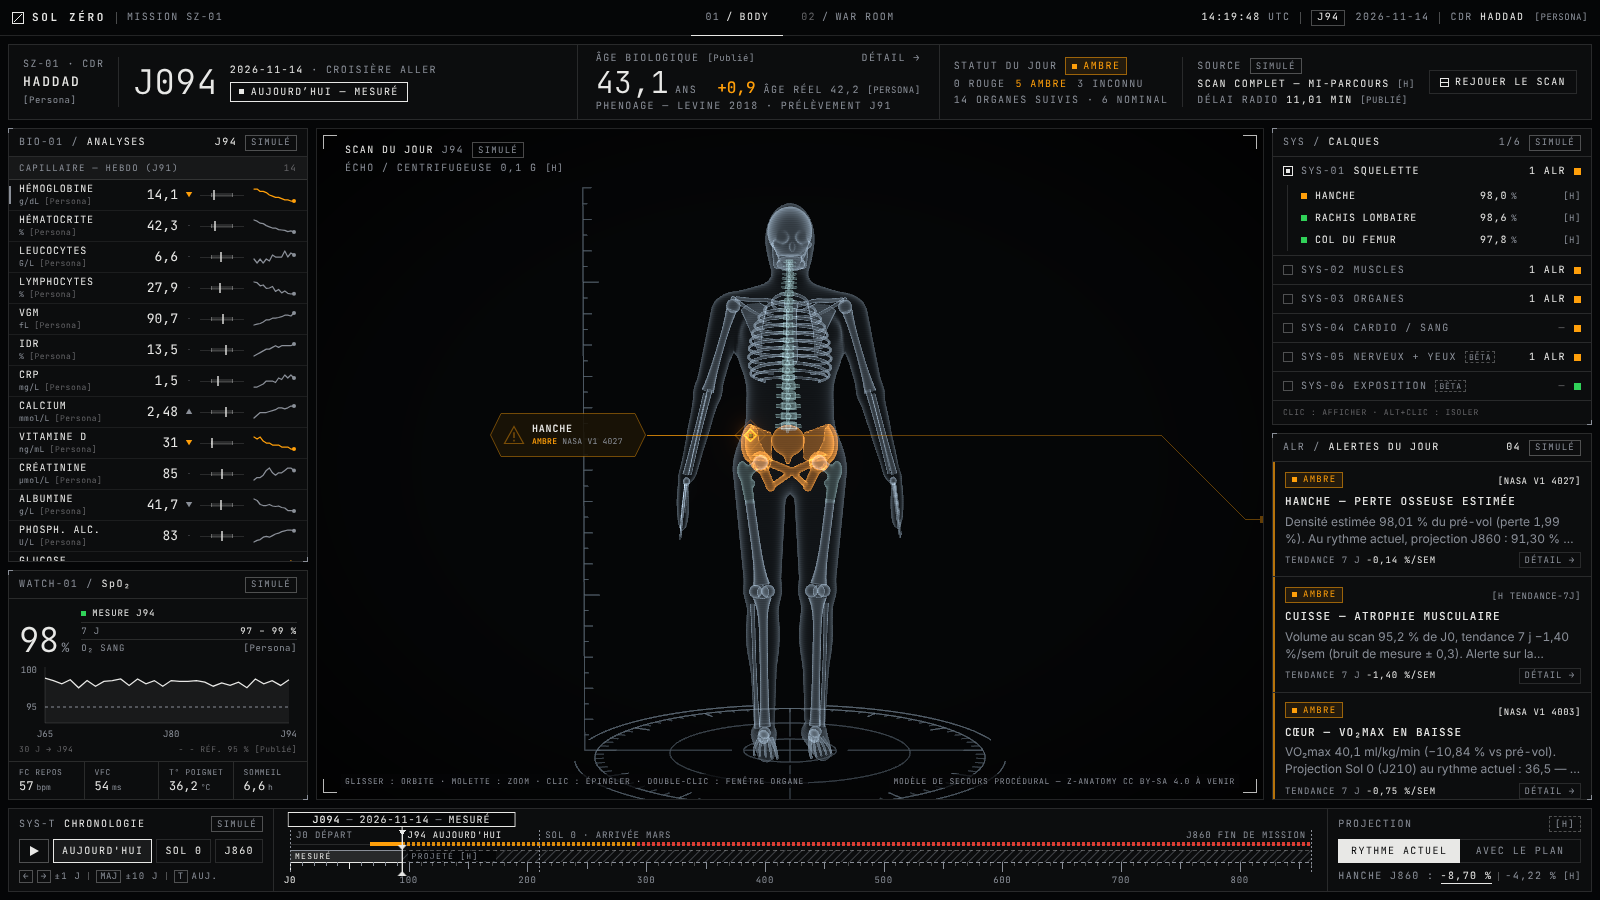 SOL ZÉRO | MISSION SZ-01
01 / BODY
02 / WAR ROOM
14:19:48 UTC | J94 2026-11-14 | CDR HADDAD [PERSONA]
SZ-01 · CDR
HADDAD
[Persona]
J094
2026-11-14 · CROISIÈRE ALLER
AUJOURD'HUI — MESURÉ
ÂGE BIOLOGIQUE [Publié]
DÉTAIL →
43,1 ANS +0,9 ÂGE RÉEL 42,2 [PERSONA]
PHENOAGE — LEVINE 2018 · PRÉLÈVEMENT J91
STATUT DU JOUR AMBRE
0 ROUGE 5 AMBRE 3 INCONNU
14 ORGANES SUIVIS · 6 NOMINAL
SOURCE SIMULÉ
SCAN COMPLET — MI-PARCOURS [H]
DÉLAI RADIO 11,01 MIN [PUBLIÉ]
REJOUER LE SCAN
BIO-01 / ANALYSES J94 SIMULÉ
CAPILLAIRE — HEBDO (J91) 14
HÉMOGLOBINE 14,1
g/dL [Persona]
HÉMATOCRITE 42,3
% [Persona]
LEUCOCYTES 6,6
G/L [Persona]
LYMPHOCYTES 27,9
% [Persona]
VGM 90,7
fL [Persona]
IDR 13,5
% [Persona]
CRP 1,5
mg/L [Persona]
CALCIUM 2,48
mmol/L [Persona]
VITAMINE D 31
ng/mL [Persona]
CRÉATININE 85
µmol/L [Persona]
ALBUMINE 41,7
g/L [Persona]
PHOSPH. ALC. 83
U/L [Persona]
GLUCOSE
WATCH-01 / SpO₂ SIMULÉ
98 %
MESURE J94
7 J 97 – 99 %
O₂ SANG [Persona]
100
95
J65 J80 J94
30 J → J94 - - RÉF. 95 % [Publié]
FC REPOS
57 bpm
VFC
54 ms
T° POIGNET
36,2 °C
SOMMEIL
6,6 h
SCAN DU JOUR J94 SIMULÉ
ÉCHO / CENTRIFUGEUSE 0,1 G [H]
HANCHE
AMBRE NASA V1 4027
GLISSER : ORBITE · MOLETTE : ZOOM · CLIC : ÉPINGLER · DOUBLE-CLIC : FENÊTRE ORGANE
MODÈLE DE SECOURS PROCÉDURAL — Z-ANATOMY CC BY-SA 4.0 À VENIR
SYS / CALQUES 1/6 SIMULÉ
SYS-01 SQUELETTE 1 ALR
HANCHE 98,0 % [H]
RACHIS LOMBAIRE 98,6 % [H]
COL DU FEMUR 97,8 % [H]
SYS-02 MUSCLES 1 ALR
SYS-03 ORGANES 1 ALR
SYS-04 CARDIO / SANG —
SYS-05 NERVEUX + YEUX BÊTA 1 ALR
SYS-06 EXPOSITION BÊTA —
CLIC : AFFICHER · ALT+CLIC : ISOLER
ALR / ALERTES DU JOUR 04 SIMULÉ
AMBRE [NASA V1 4027]
HANCHE — PERTE OSSEUSE ESTIMÉE
Densité estimée 98,01 % du pré-vol (perte 1,99
%). Au rythme actuel, projection J860 : 91,30 % ...
TENDANCE 7 J -0,14 %/SEM DÉTAIL →
AMBRE [H TENDANCE-7J]
CUISSE — ATROPHIE MUSCULAIRE
Volume au scan 95,2 % de J0, tendance 7 j −1,40
%/sem (bruit de mesure ± 0,3). Alerte sur la...
TENDANCE 7 J -1,40 %/SEM DÉTAIL →
AMBRE [NASA V1 4003]
CŒUR — VO₂MAX EN BAISSE
VO₂max 40,1 ml/kg/min (−10,84 % vs pré-vol).
Projection Sol 0 (J210) au rythme actuel : 36,5 — ...
TENDANCE 7 J -0,75 %/SEM DÉTAIL →
SYS-T CHRONOLOGIE SIMULÉ
AUJOURD'HUI SOL 0 J860
← → ±1 J | MAJ ±10 J | T AUJ.
J094 — 2026-11-14 — MESURÉ
J0 DÉPART J94 AUJOURD'HUI SOL 0 · ARRIVÉE MARS J860 FIN DE MISSION
MESURÉ PROJETÉ [H]
J0 100 200 300 400 500 600 700 800
PROJECTION [H]
RYTHME ACTUEL AVEC LE PLAN
HANCHE J860 : -8,70 % | -4,22 % [H]